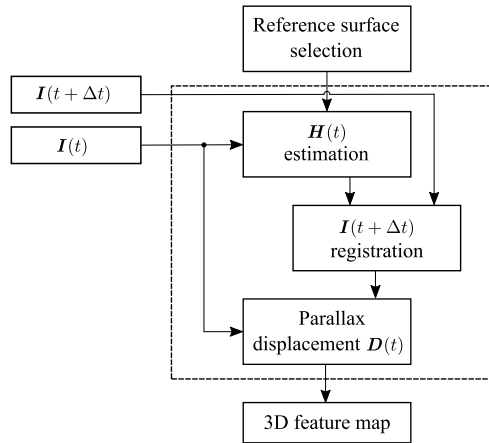 Reference surface
selection
I(t + Δt)
I(t)
H(t)
estimation
I(t + Δt)
registration
Parallax
displacement D(t)
3D feature map